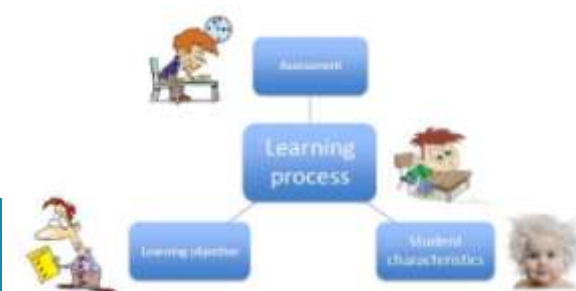 Assessment
Learning
process
Learning objective
Student
characteristics